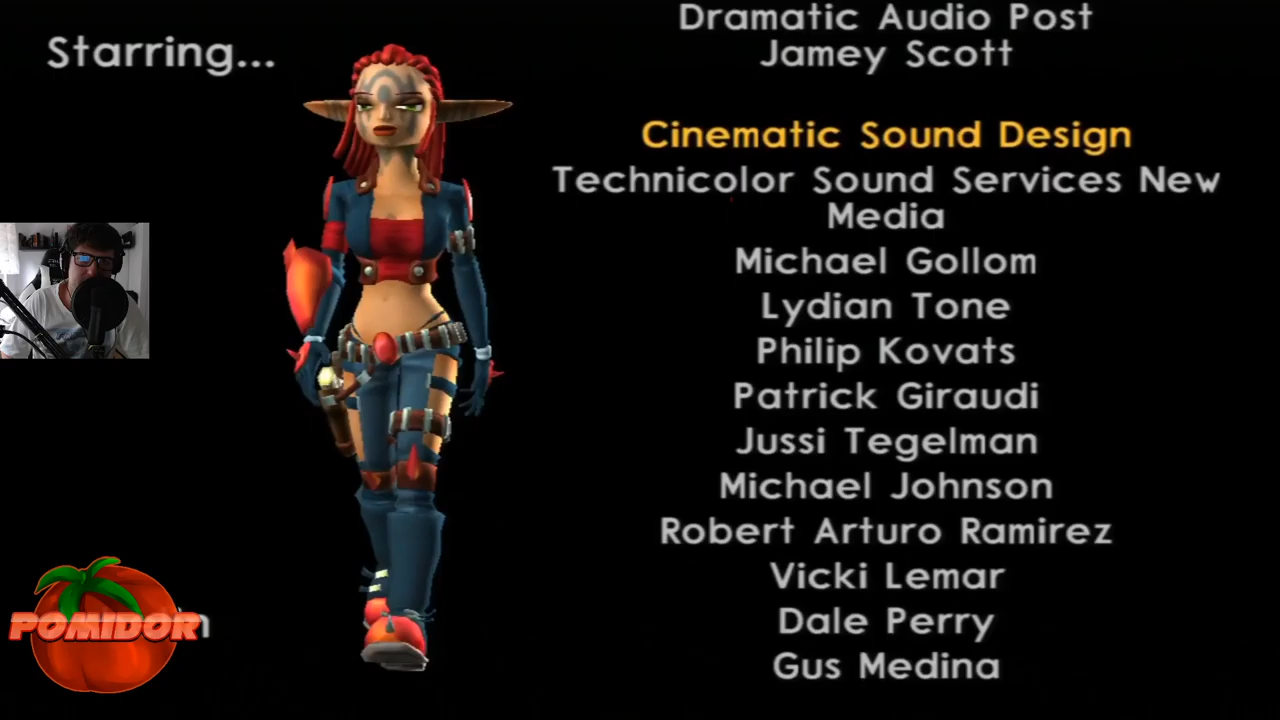 Starring...
Dramatic Audio Post
Jamey Scott
Cinematic Sound Design
Technicolor Sound Services New
Media
Michael Gollom
Lydian Tone
Philip Kovats
Patrick Giraudi
Jussi Tegelman
Michael Johnson
Robert Arturo Ramirez
Vicki Lemar
Dale Perry
Gus Medina
POMIDOR